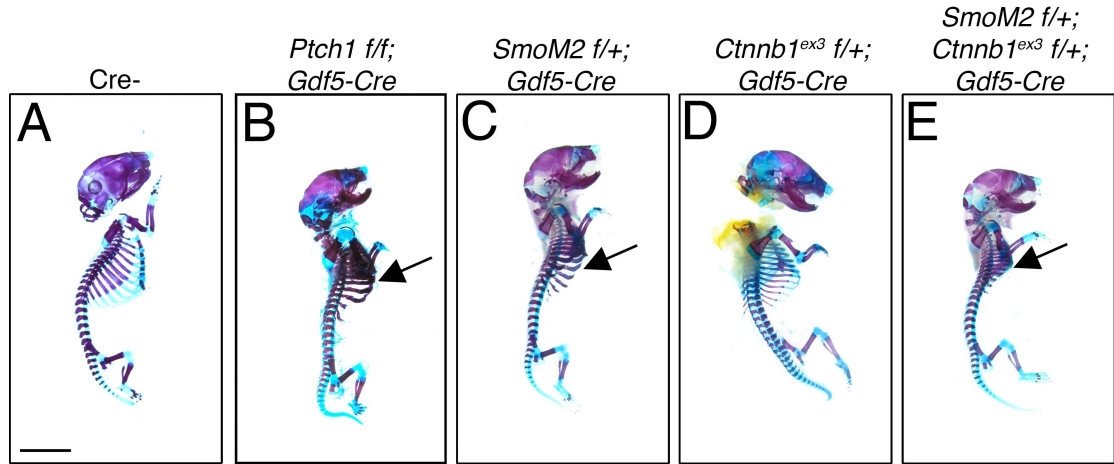 Cre-
Ptch1 f/f;
Gdf5-Cre
SmoM2 f/+;
Gdf5-Cre
Ctnnb1ex3 f/+;
Gdf5-Cre
SmoM2 f/+;
Ctnnb1ex3 f/+;
Gdf5-Cre
A
B
C
D
E